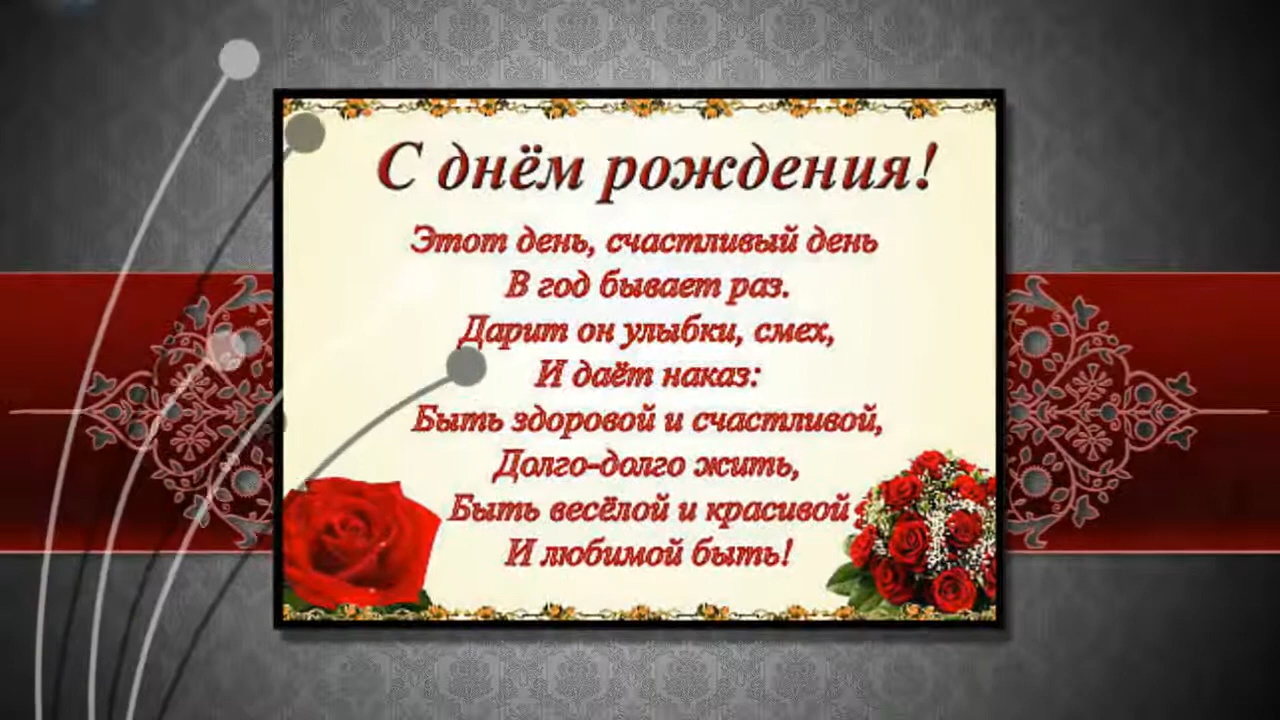 С днём рождения!
Этот день, счастливый день
В год бывает раз.
Дарит он улыбки, смех,
И даёт наказ:
Быть здоровой и счастливой,
Долго-долго жить,
Быть весёлой и красивой
И любимой быть!